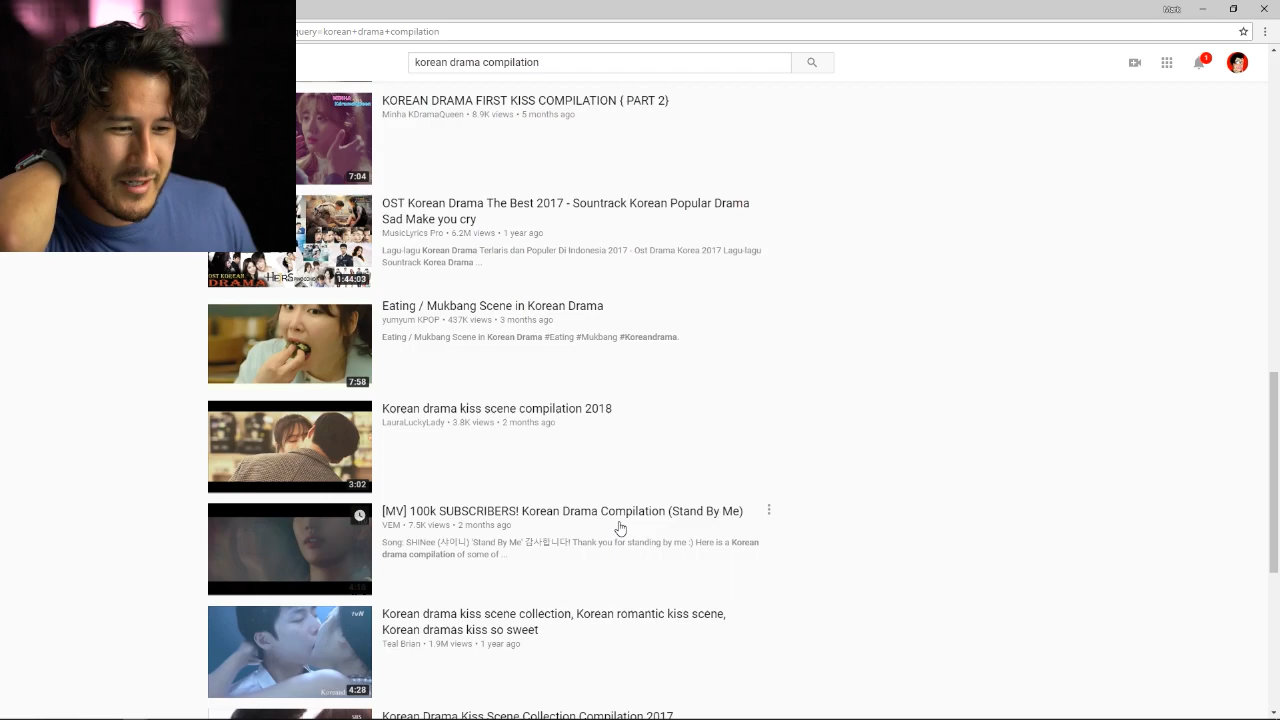 query=korean+drama+compilation
korean drama compilation
1
MINHA
KOREAN DRAMA FIRST KISS COMPILATION ( PART 2)
Minha KDramaQueen • 8.9K views • 5 months ago
7:04
OST Korean Drama The Best 2017 - Sountrack Korean Popular Drama
Sad Make you cry
MusicLyrics Pro • 6.2M views • 1 year ago
Lagu-lagu Korean Drama Terlaris dan Populer Di Indonesia 2017 - Ost Drama Korea 2017 Lagu-lagu
Sountrack Korea Drama ...
OST KOREAN
DRAMA
1:44:03
Eating / Mukbang Scene in Korean Drama
yumyum KPOP • 437K views • 3 months ago
Eating / Mukbang Scene in Korean Drama #Eating #Mukbang #Koreandrama.
7:58
Korean drama kiss scene compilation 2018
LauraLuckyLady • 3.8K views • 2 months ago
3:02
[MV] 100k SUBSCRIBERS! Korean Drama Compilation (Stand By Me)
VEM • 7.5K views • 2 months ago
Song: SHINee (샤이니) 'Stand By Me' 감사합니다! Thank you for standing by me :) Here is a Korean
drama compilation of some of ...
tvN
Korean drama kiss scene collection, Korean romantic kiss scene,
Korean dramas kiss so sweet
Teal Brian • 1.9M views • 1 year ago
4:28
SBS
Korean Drama Kiss Scene Collection Compilation 2017